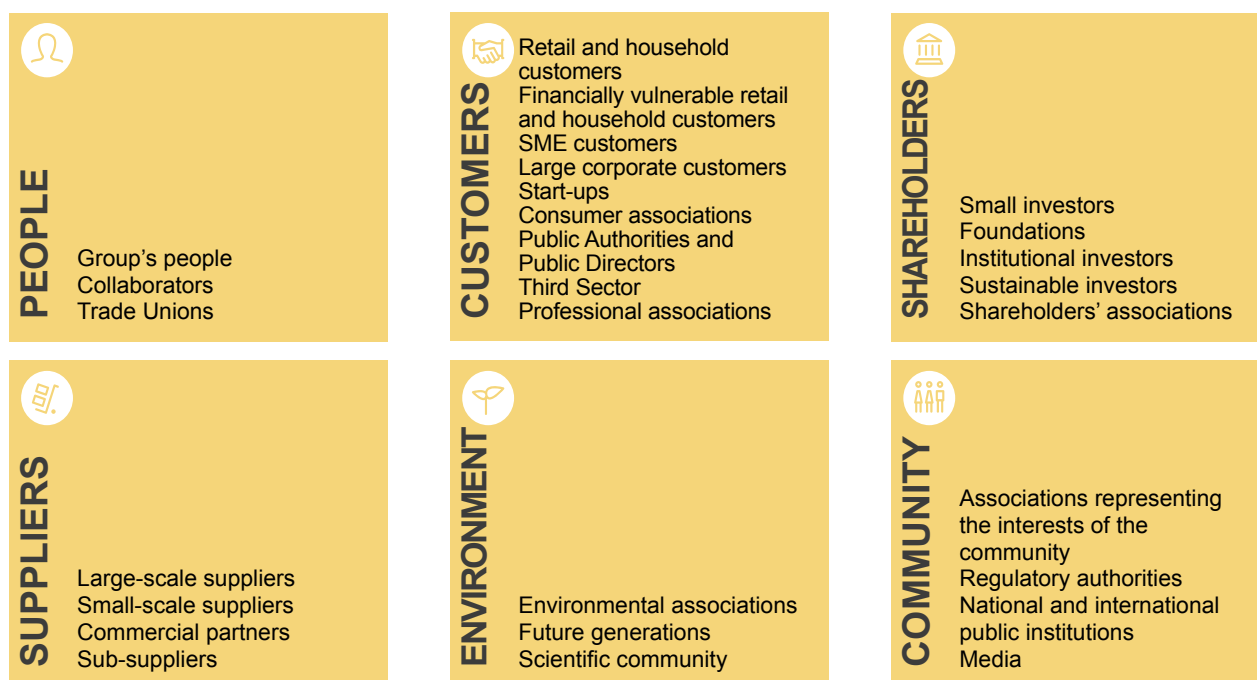 PEOPLE
Group’s people
Collaborators
Trade Unions
CUSTOMERS
Retail and household
customers
Financially vulnerable retail
and household customers
SME customers
Large corporate customers
Start-ups
Consumer associations
Public Authorities and
Public Directors
Third Sector
Professional associations
SHAREHOLDERS
Small investors
Foundations
Institutional investors
Sustainable investors
Shareholders’ associations
SUPPLIERS
Large-scale suppliers
Small-scale suppliers
Commercial partners
Sub-suppliers
ENVIRONMENT
Environmental associations
Future generations
Scientific community
COMMUNITY
Associations representing
the interests of the
community
Regulatory authorities
National and international
public institutions
Media